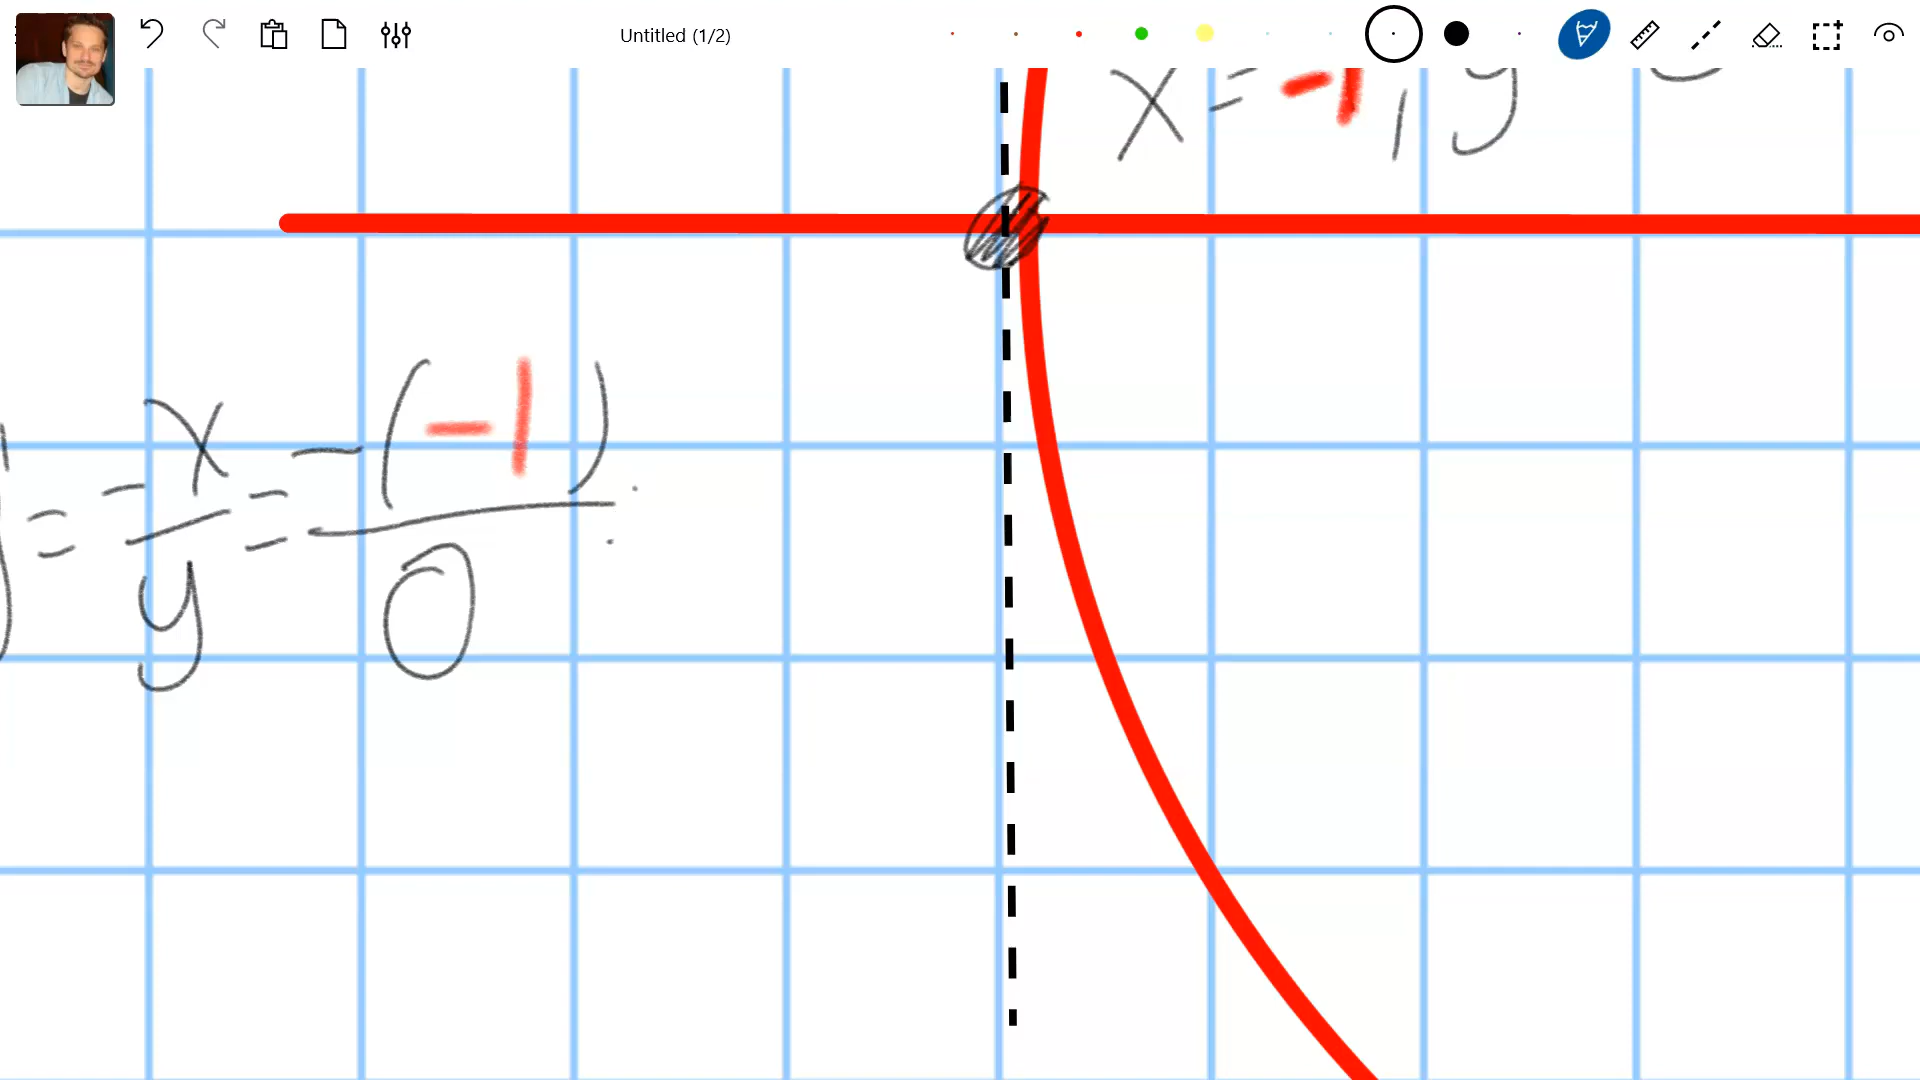 Untitled (1/2)
x = -1, y
= -x/y = -(-1)/0